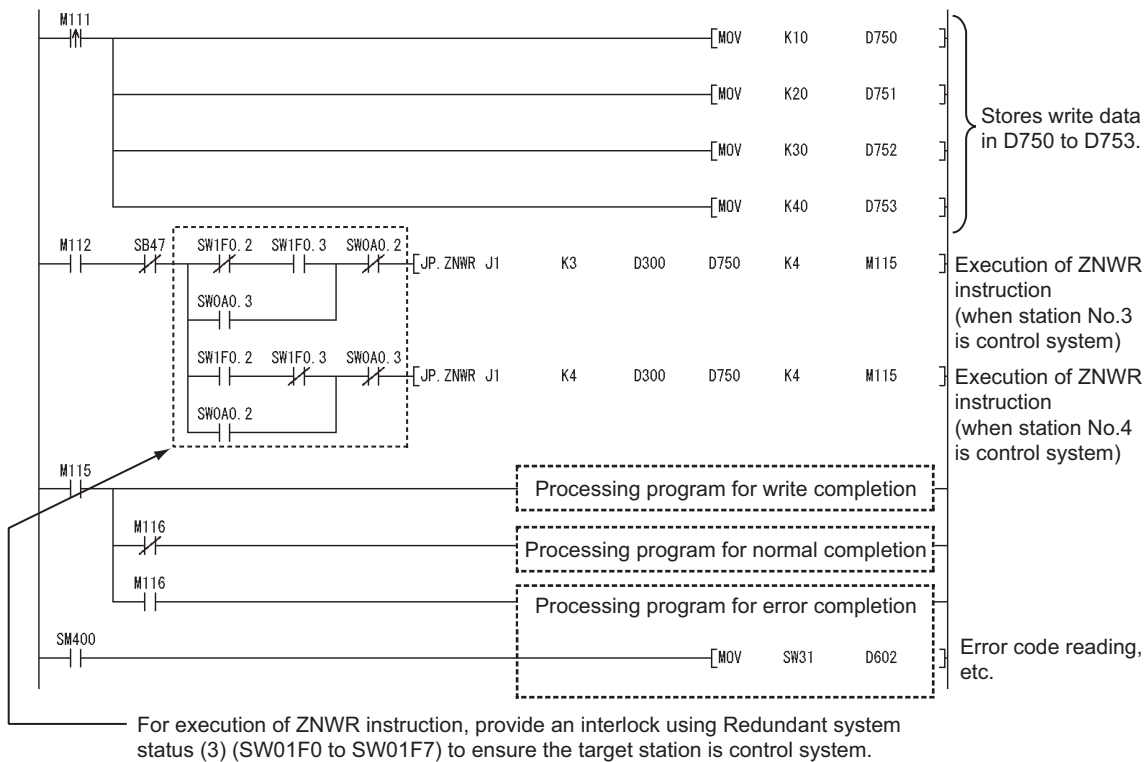 M111
[MOV K10 D750 ]
[MOV K20 D751 ]
Stores write data
in D750 to D753.
[MOV K30 D752 ]
[MOV K40 D753 ]
M112 SB47 SW1F0.2 SW1F0.3 SW0A0.2
[JP.ZNWR J1 K3 D300 D750 K4 M115 ]
Execution of ZNWR
instruction
(when station No.3
is control system)
SW0A0.3
SW1F0.2 SW1F0.3 SW0A0.3
[JP.ZNWR J1 K4 D300 D750 K4 M115 ]
Execution of ZNWR
instruction
(when station No.4
is control system)
SW0A0.2
M115
Processing program for write completion
M116
Processing program for normal completion
M116
Processing program for error completion
SM400
[MOV SW31 D602 ]
Error code reading,
etc.
For execution of ZNWR instruction, provide an interlock using Redundant system
status (3) (SW01F0 to SW01F7) to ensure the target station is control system.